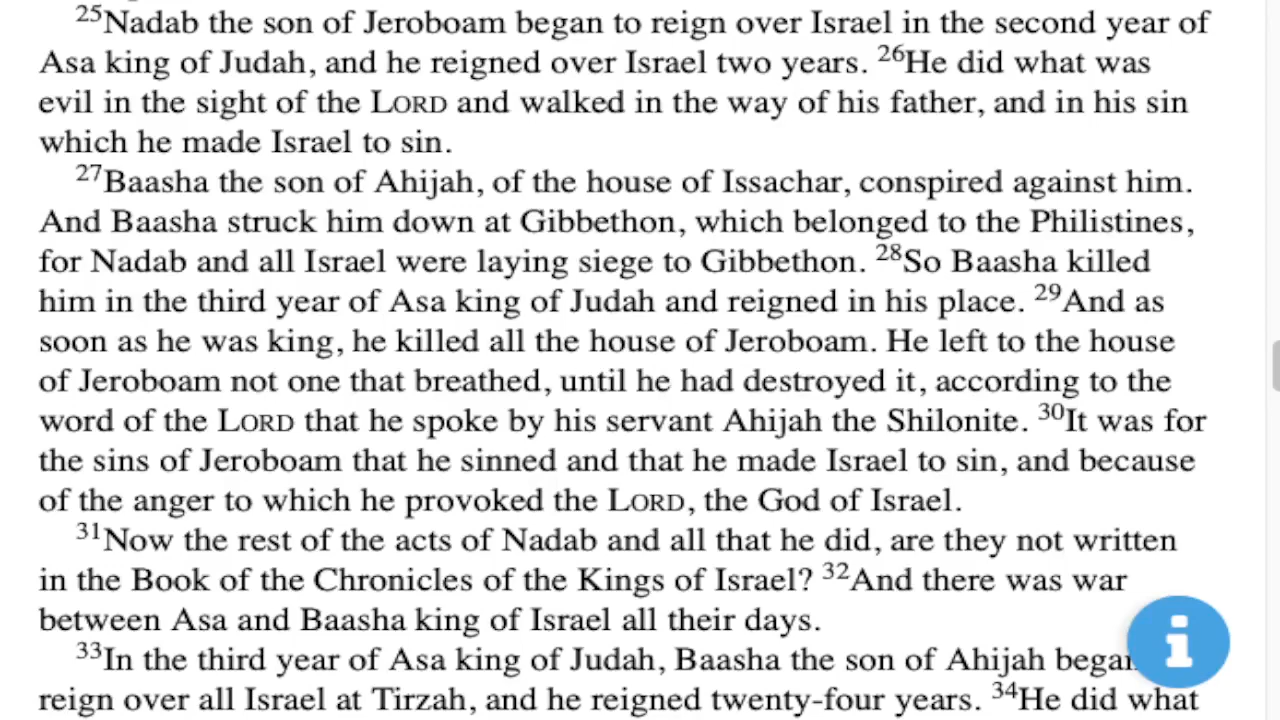 25Nadab the son of Jeroboam began to reign over Israel in the second year of
Asa king of Judah, and he reigned over Israel two years. 26He did what was
evil in the sight of the LORD and walked in the way of his father, and in his sin
which he made Israel to sin.
27Baasha the son of Ahijah, of the house of Issachar, conspired against him.
And Baasha struck him down at Gibbethon, which belonged to the Philistines,
for Nadab and all Israel were laying siege to Gibbethon. 28So Baasha killed
him in the third year of Asa king of Judah and reigned in his place. 29And as
soon as he was king, he killed all the house of Jeroboam. He left to the house
of Jeroboam not one that breathed, until he had destroyed it, according to the
word of the LORD that he spoke by his servant Ahijah the Shilonite. 30It was for
the sins of Jeroboam that he sinned and that he made Israel to sin, and because
of the anger to which he provoked the LORD, the God of Israel.
31Now the rest of the acts of Nadab and all that he did, are they not written
in the Book of the Chronicles of the Kings of Israel? 32And there was war
between Asa and Baasha king of Israel all their days.
33In the third year of Asa king of Judah, Baasha the son of Ahijah
reign over all Israel at Tirzah, and he reigned twenty-four years. 34He did what